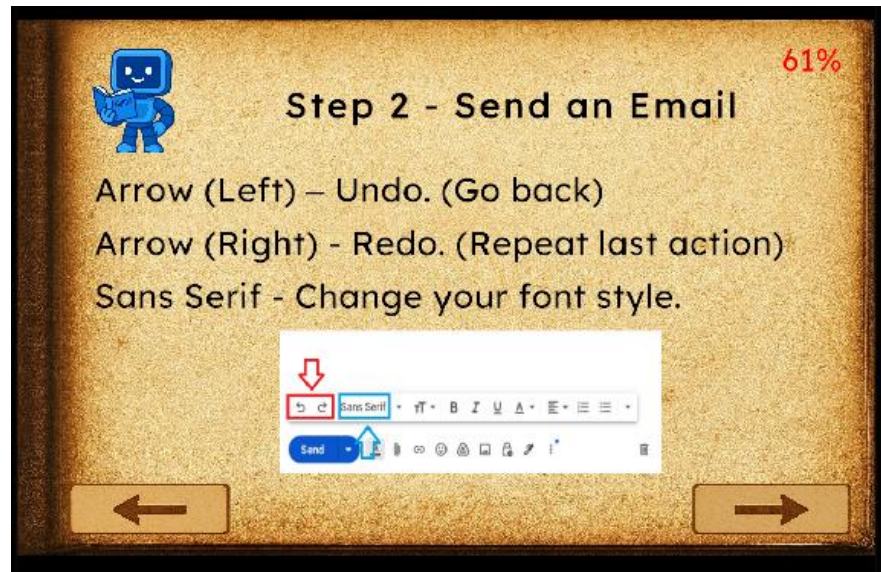 61%
Step 2 - Send an Email
Arrow (Left) – Undo. (Go back)
Arrow (Right) - Redo. (Repeat last action)
Sans Serif - Change your font style.
Sans Serif TT B I U A
Send A